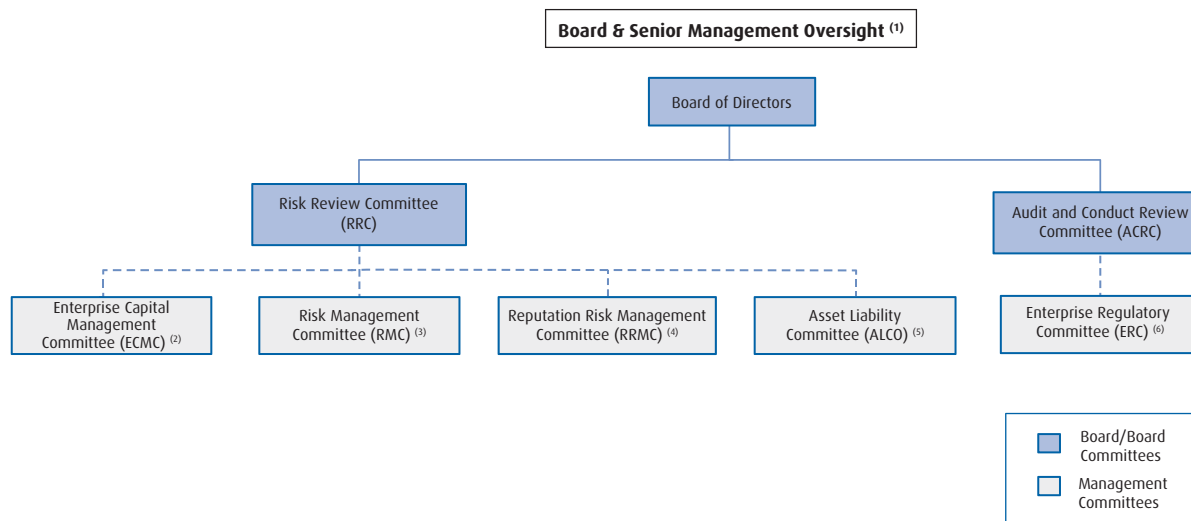 Board & Senior Management Oversight (1)
Board of Directors
Risk Review Committee
(RRC)
Audit and Conduct Review
Committee (ACRC)
Enterprise Capital
Management
Committee (ECMC) (2)
Risk Management
Committee (RMC) (3)
Reputation Risk Management
Committee (RRMC) (4)
Asset Liability
Committee (ALCO) (5)
Enterprise Regulatory
Committee (ERC) (6)
Board/Board
Committees
Management
Committees